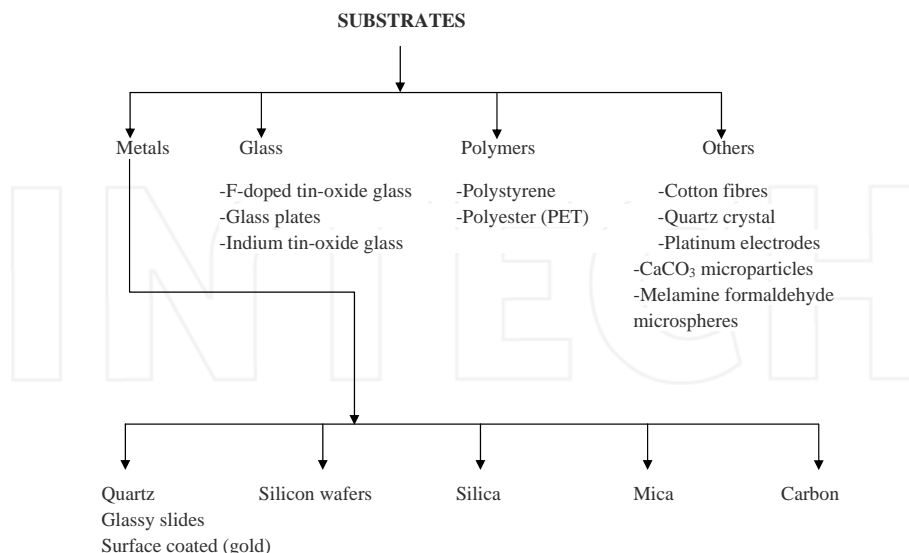 SUBSTRATES
Metals
Glass
Polymers
Others
-F-doped tin-oxide glass
-Glass plates
-Indium tin-oxide glass
-Polystyrene
-Polyester (PET)
-Cotton fibres
-Quartz crystal
-Platinum electrodes
-CaCO₃ microparticles
-Melamine formaldehyde
microspheres
INTECH
Quartz
Glassy slides
Surface coated (gold)
Silicon wafers
Silica
Mica
Carbon